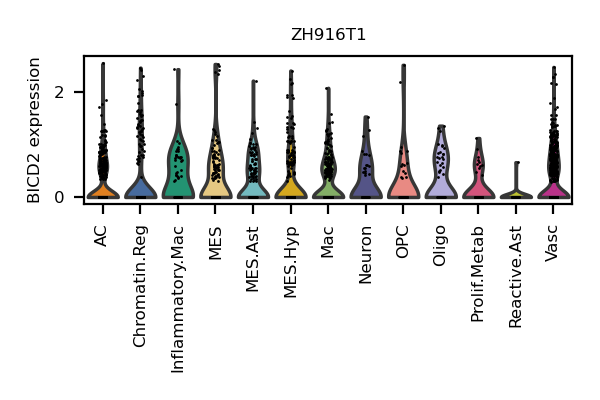 ZH916T1
BICD2 expression
2
0
AC
Chromatin.Reg
Inflammatory.Mac
MES
MES.Ast
MES.Hyp
Mac
Neuron
OPC
Oligo
Prolif.Metab
Reactive.Ast
Vasc